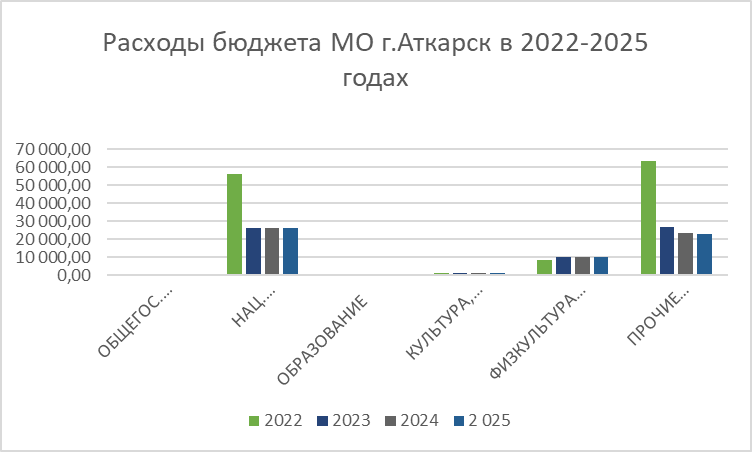 Расходы бюджета МО г.Аткарск в 2022-2025
годах
70 000,00
60 000,00
50 000,00
40 000,00
30 000,00
20 000,00
10 000,00
0,00
ОБЩЕГОС....
НАЦ....
ОБРАЗОВАНИЕ
КУЛЬТУРА,...
ФИЗКУЛЬТУРА...
ПРОЧИЕ...
2022 2023 2024 2 025